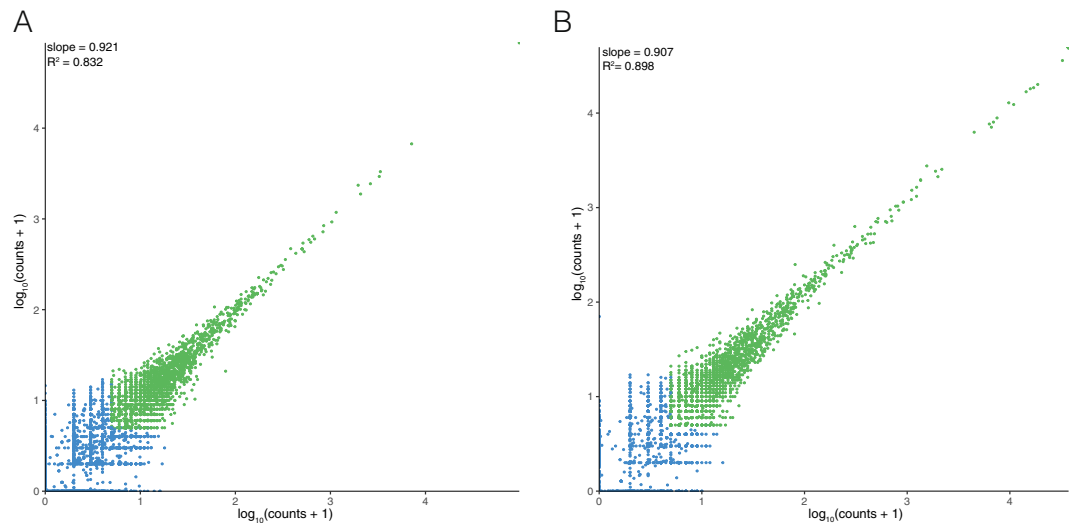 A
slope = 0.921
R² = 0.832
4
3
2
1
0
0
1
2
3
4
log₁₀(counts + 1)
log₁₀(counts + 1)
B
slope = 0.907
R²= 0.898
4
3
2
1
0
0
1
2
3
4
log₁₀(counts + 1)
log₁₀(counts + 1)